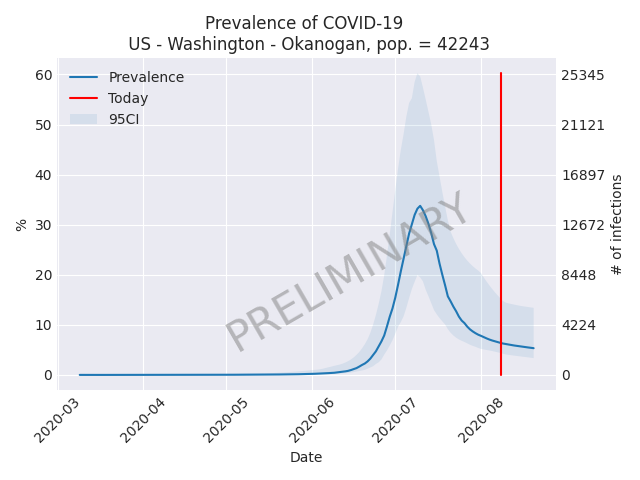 Prevalence of COVID-19
US - Washington - Okanogan, pop. = 42243
Prevalence
Today
95CI
60
50
40
30
20
10
0
%
25345
21121
16897
12672
8448
4224
0
# of infections
PRELIMINARY
2020-03
2020-04
2020-05
2020-06
2020-07
2020-08
Date